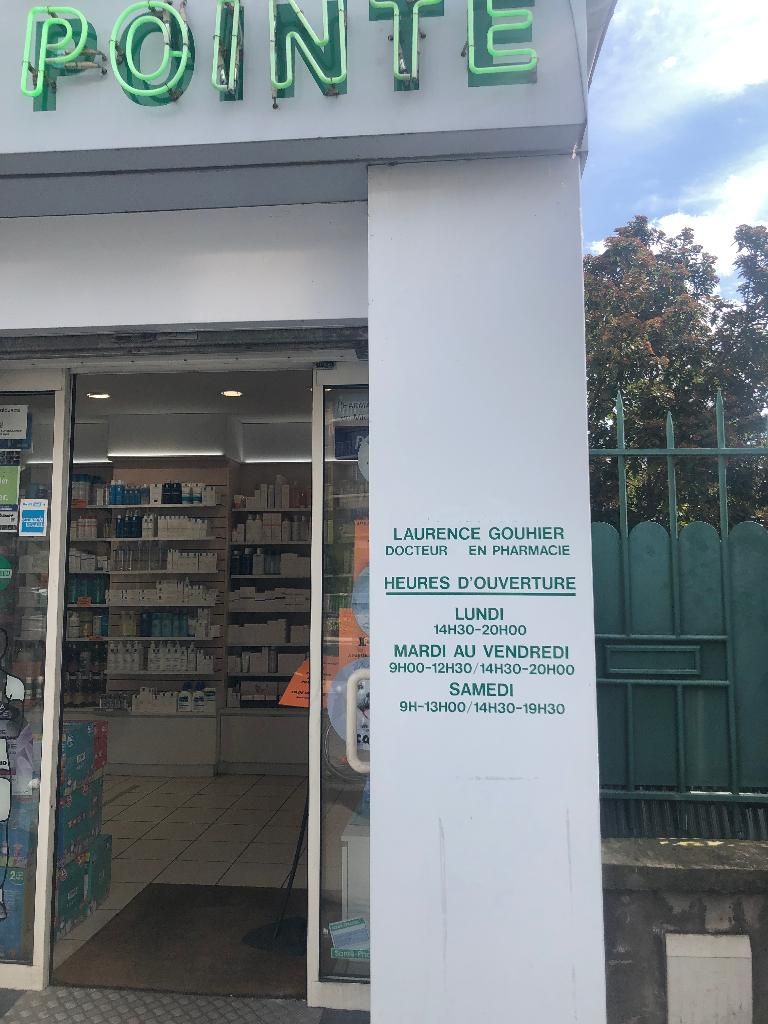 POINTE
LAURENCE GOUHIER
DOCTEUR EN PHARMACIE
HEURES D'OUVERTURE
LUNDI
14H30-20H00
MARDI AU VENDREDI
9H00-12H30/14H30-20H00
SAMEDI
9H-13H00/14H30-19H30